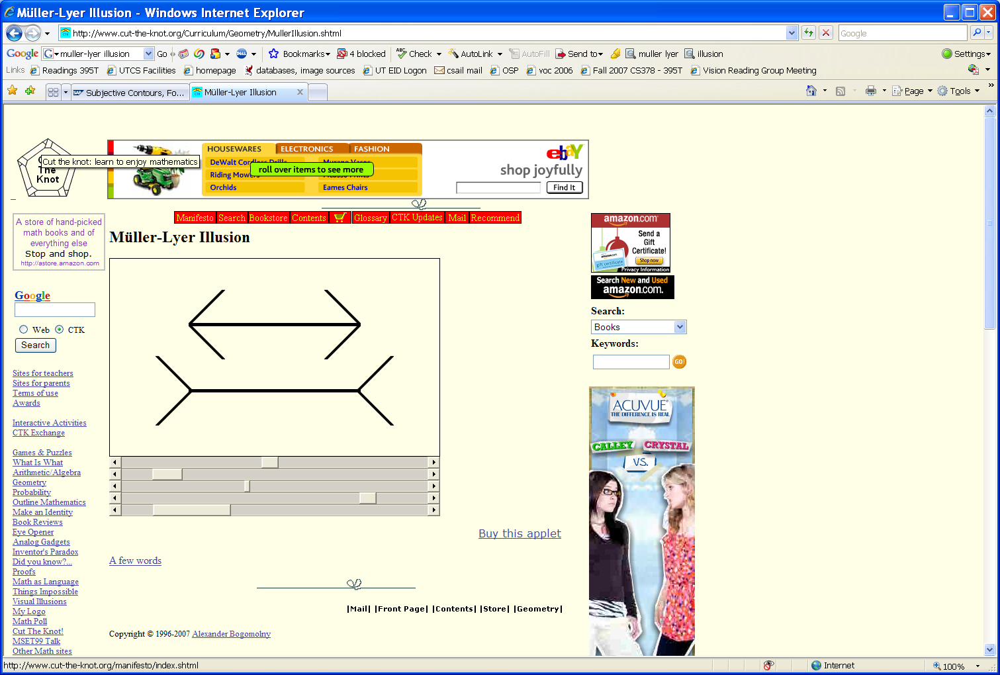 Müller-Lyer Illusion - Windows Internet Explorer
http://www.cut-the-knot.org/Curriculum/Geometry/MullerIllusion.shtml
Google
Google muller-lyer illusion Go Bookmarks 4 blocked Check AutoLink AutoFill Send to muller lyer illusion Settings
Links Readings 395T UTCS Facilities homepage databases, image sources UT EID Logon csail mail OSP voc 2006 Fall 2007 CS378 - 395T Vision Reading Group Meeting
Subjective Contours, Fo... Müller-Lyer Illusion Page Tools
Cut the knot: learn to enjoy mathematics
The
Knot
HOUSEWARES ELECTRONICS FASHION
DeWalt Cordless Drills Murano Vases
roll over items to see more
Riding Mowers Picasso Prints
Orchids Eames Chairs
ebaY
shop joyfully
Find It
A store of hand-picked
math books and of
everything else
Stop and shop.
http://astore.amazon.com
Manifesto Search Bookstore Contents Glossary CTK Updates Mail Recommend
Müller-Lyer Illusion
Google
Web CTK
Search
Sites for teachers
Sites for parents
Terms of use
Awards
Interactive Activities
CTK Exchange
Games & Puzzles
What Is What
Arithmetic/Algebra
Geometry
Probability
Outline Mathematics
Make an Identity
Book Reviews
Eye Opener
Analog Gadgets
Inventor's Paradox
Did you know?...
Proofs
Math as Language
Things Impossible
Visual Illusions
My Logo
Math Poll
Cut The Knot!
MSET99 Talk
Other Math sites
Buy this applet
A few words
|Mail| |Front Page| |Contents| |Store| |Geometry|
Copyright © 1996-2007 Alexander Bogomolny
amazon.com
Send a
Gift
Certificate!
gift certificate
Shop now
Privacy Information
Search New and Used
amazon.com.
Search:
Books
Keywords:
GO!
ACUVUE®
THE DIFFERENCE IS REAL
CALLEY CRYSTAL
VS.
http://www.cut-the-knot.org/manifesto/index.shtml
Internet
100%